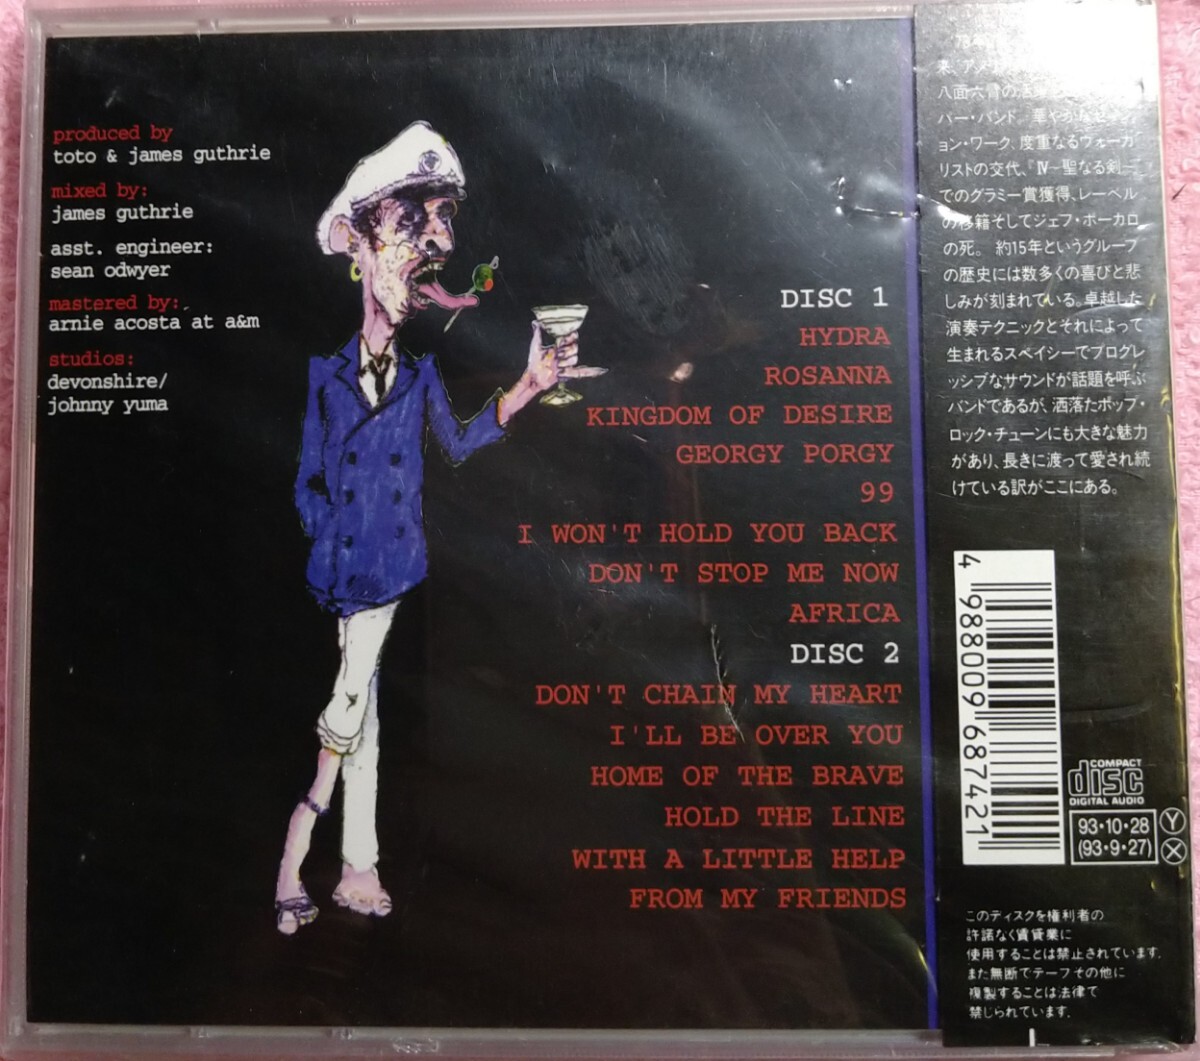 produced by
toto & james guthrie
mixed by:
james guthrie
asst. engineer:
sean odwyer
mastered by:
arnie acosta at a&m
studios:
devonshire/
johnny yuma
DISC 1
HYDRA
ROSANNA
KINGDOM OF DESIRE
GEORGY PORGY
99
I WON'T HOLD YOU BACK
DON'T STOP ME NOW
AFRICA
DISC 2
DON'T CHAIN MY HEART
I'LL BE OVER YOU
HOME OF THE BRAVE
HOLD THE LINE
WITH A LITTLE HELP
FROM MY FRIENDS
八面六臂の
バー・バンド。華やかなセッシ
ョン・ワーク、度重なるヴォーカ
リストの交代、『Ⅳ―聖なる剣―』
でのグラミー賞獲得、レーベル
の移籍そしてジェフ・ポーカロ
の死。 約15年というグループ
の歴史には数多くの喜びと悲
しみが刻まれている。卓越した
演奏テクニックとそれによって
生まれるスペイシーでプログレ
ッシブなサウンドが話題を呼ぶ
バンドであるが、洒落たポップ・
ロック・チューンにも大きな魅力
があり、長きに渡って愛され続
けている訳がここにある。
4 988009 687421
COMPACT
disc
DIGITAL AUDIO
93・10・28
(93・9・27)
Y
X
このディスクを権利者の
許諾なく賃貸業に
使用することは禁止されています。
また無断でテープその他に
複製することは法律で
禁じられています。